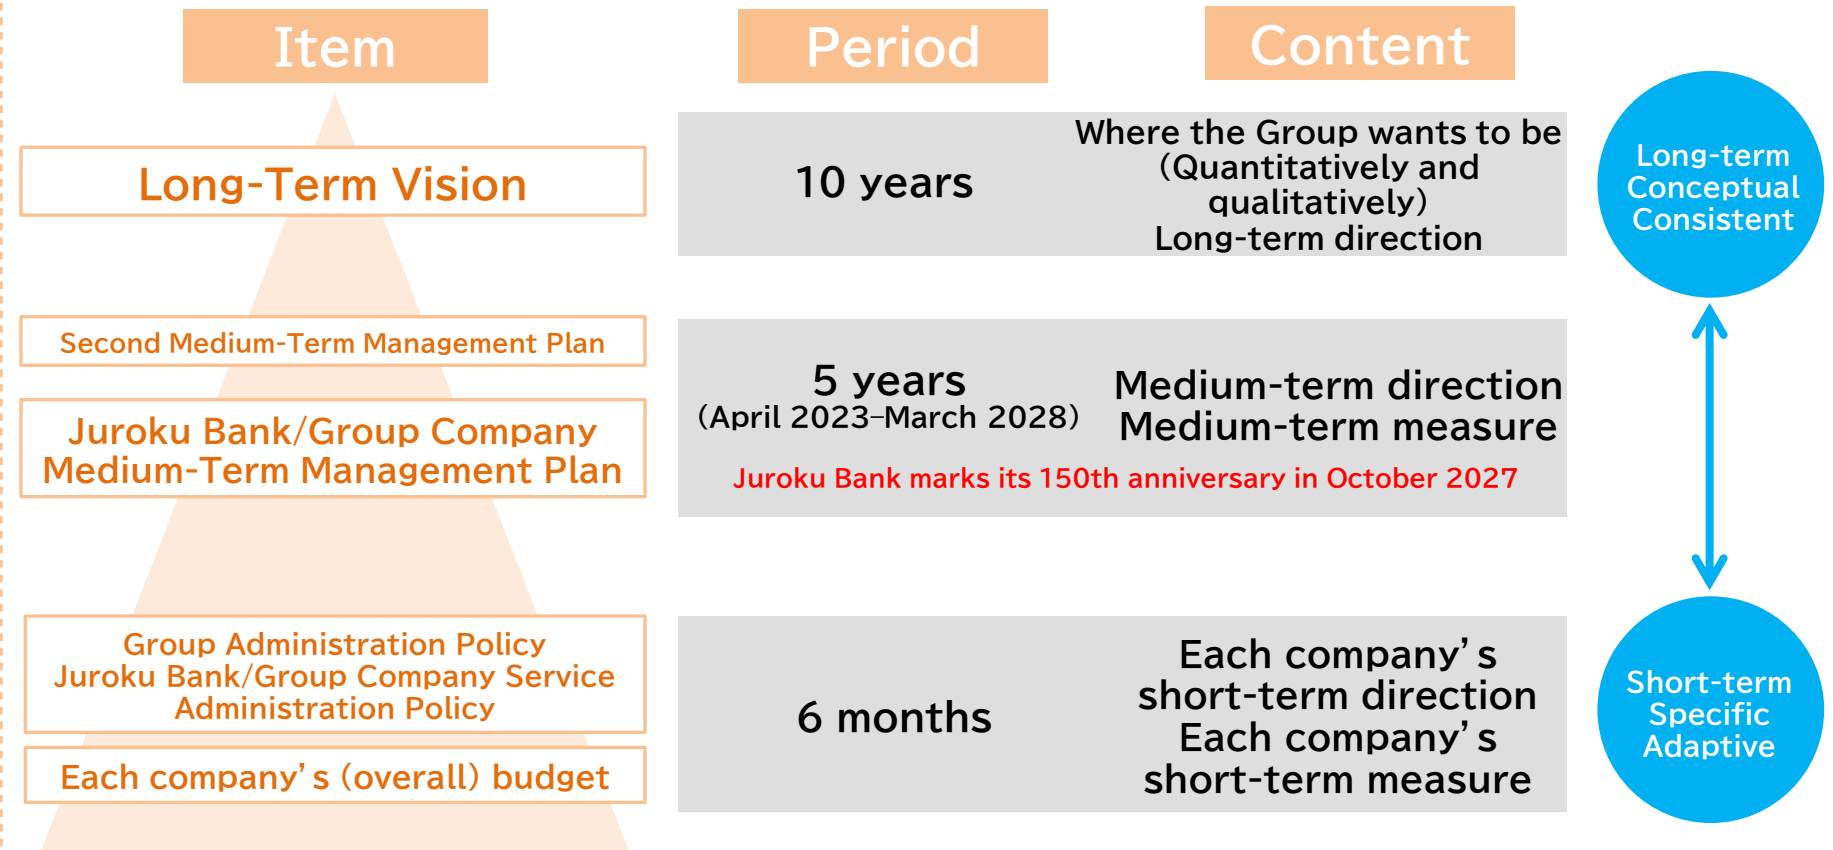 Item
Period
Content
Long-Term Vision
10 years
Where the Group wants to be
(Quantitatively and
qualitatively)
Long-term direction
Long-term
Conceptual
Consistent
Second Medium-Term Management Plan
Juroku Bank/Group Company
Medium-Term Management Plan
5 years
(April 2023–March 2028)
Medium-term direction
Medium-term measure
Juroku Bank marks its 150th anniversary in October 2027
Group Administration Policy
Juroku Bank/Group Company Service
Administration Policy
Each company’s (overall) budget
6 months
Each company’s
short-term direction
Each company’s
short-term measure
Short-term
Specific
Adaptive